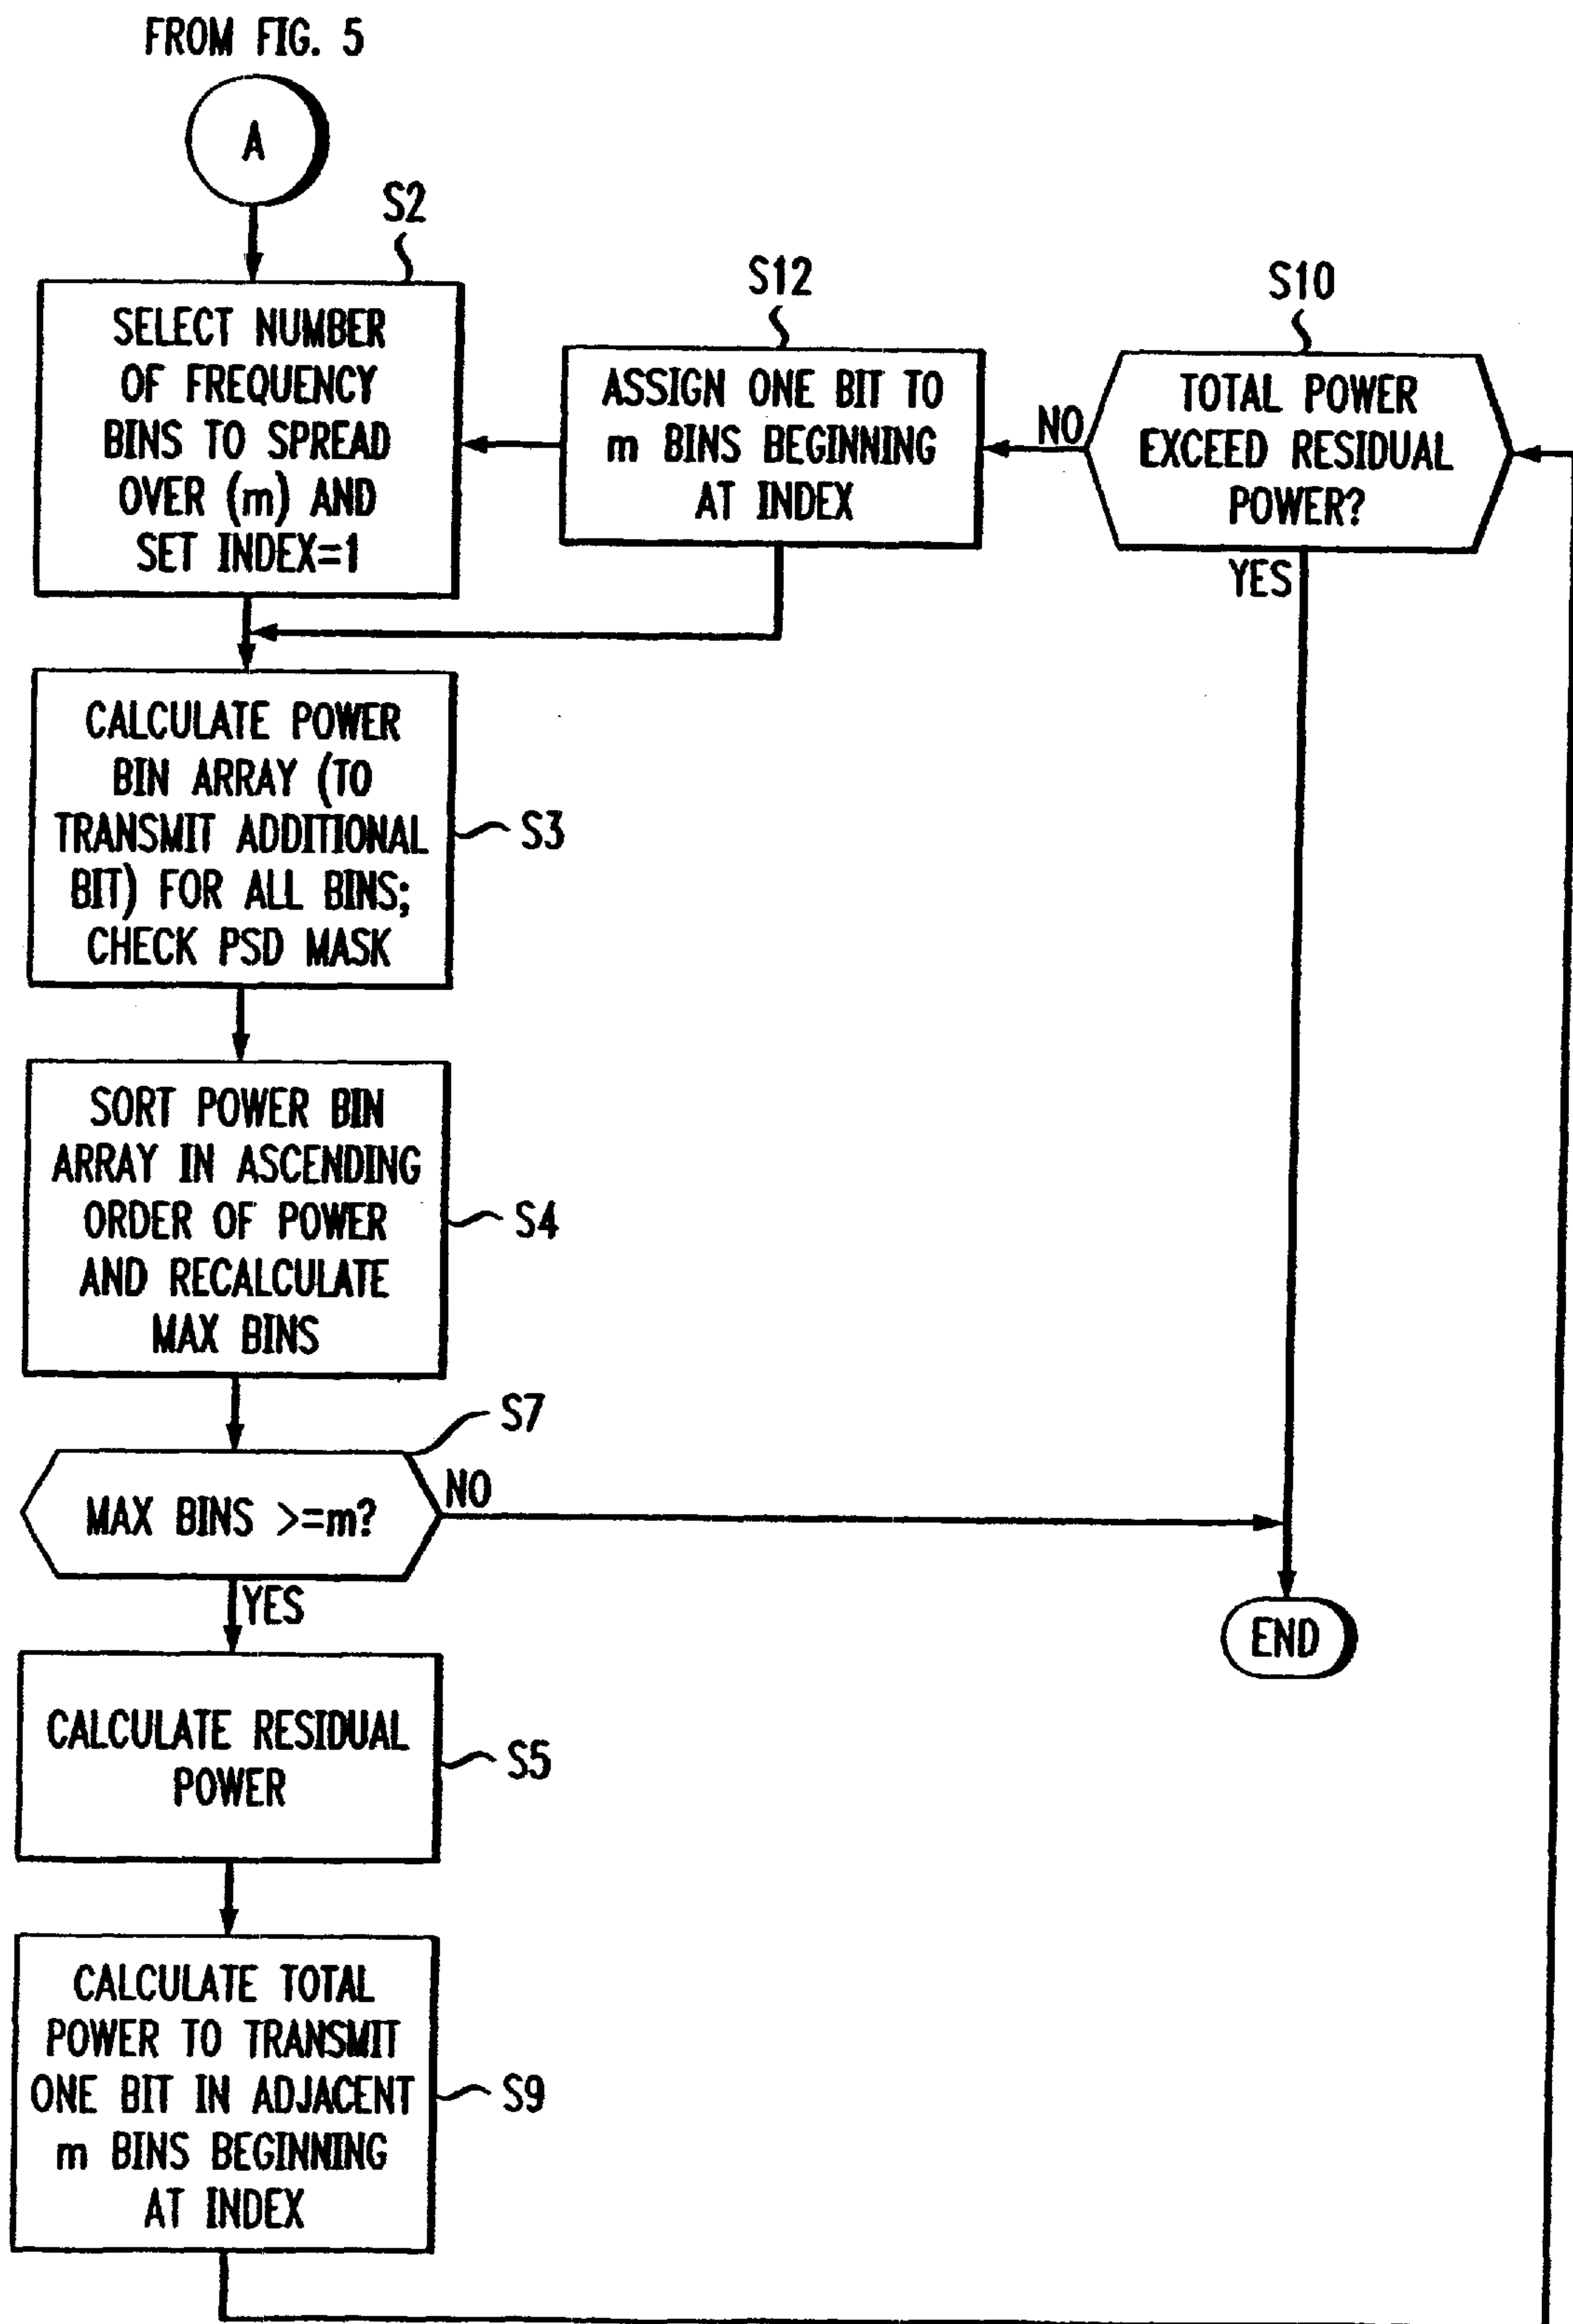 FROM FIG. 5
A
S2
SELECT NUMBER
OF FREQUENCY
BINS TO SPREAD
OVER (m) AND
SET INDEX=1
S12
ASSIGN ONE BIT TO
m BINS BEGINNING
AT INDEX
S10
TOTAL POWER
EXCEED RESIDUAL
POWER?
NO
YES
CALCULATE POWER
BIN ARRAY (TO
TRANSMIT ADDITIONAL
BIT) FOR ALL BINS;
CHECK PSD MASK
S3
SORT POWER BIN
ARRAY IN ASCENDING
ORDER OF POWER
AND RECALCULATE
MAX BINS
S4
S7
MAX BINS >=m?
NO
YES
END
CALCULATE RESIDUAL
POWER
S5
CALCULATE TOTAL
POWER TO TRANSMIT
ONE BIT IN ADJACENT
m BINS BEGINNING
AT INDEX
S9